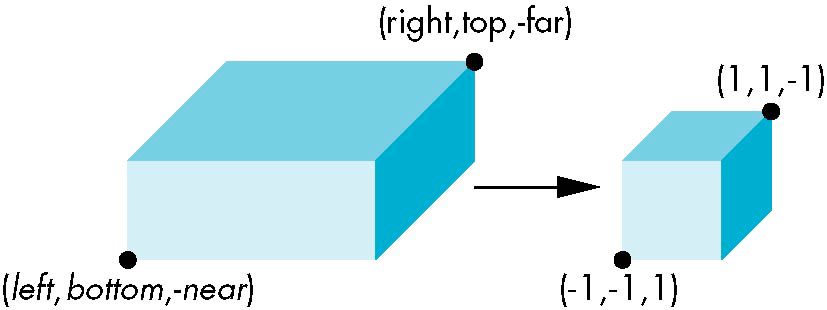 (right,top,-far)
(1,1,-1)
(left,bottom,-near)
(-1,-1,1)